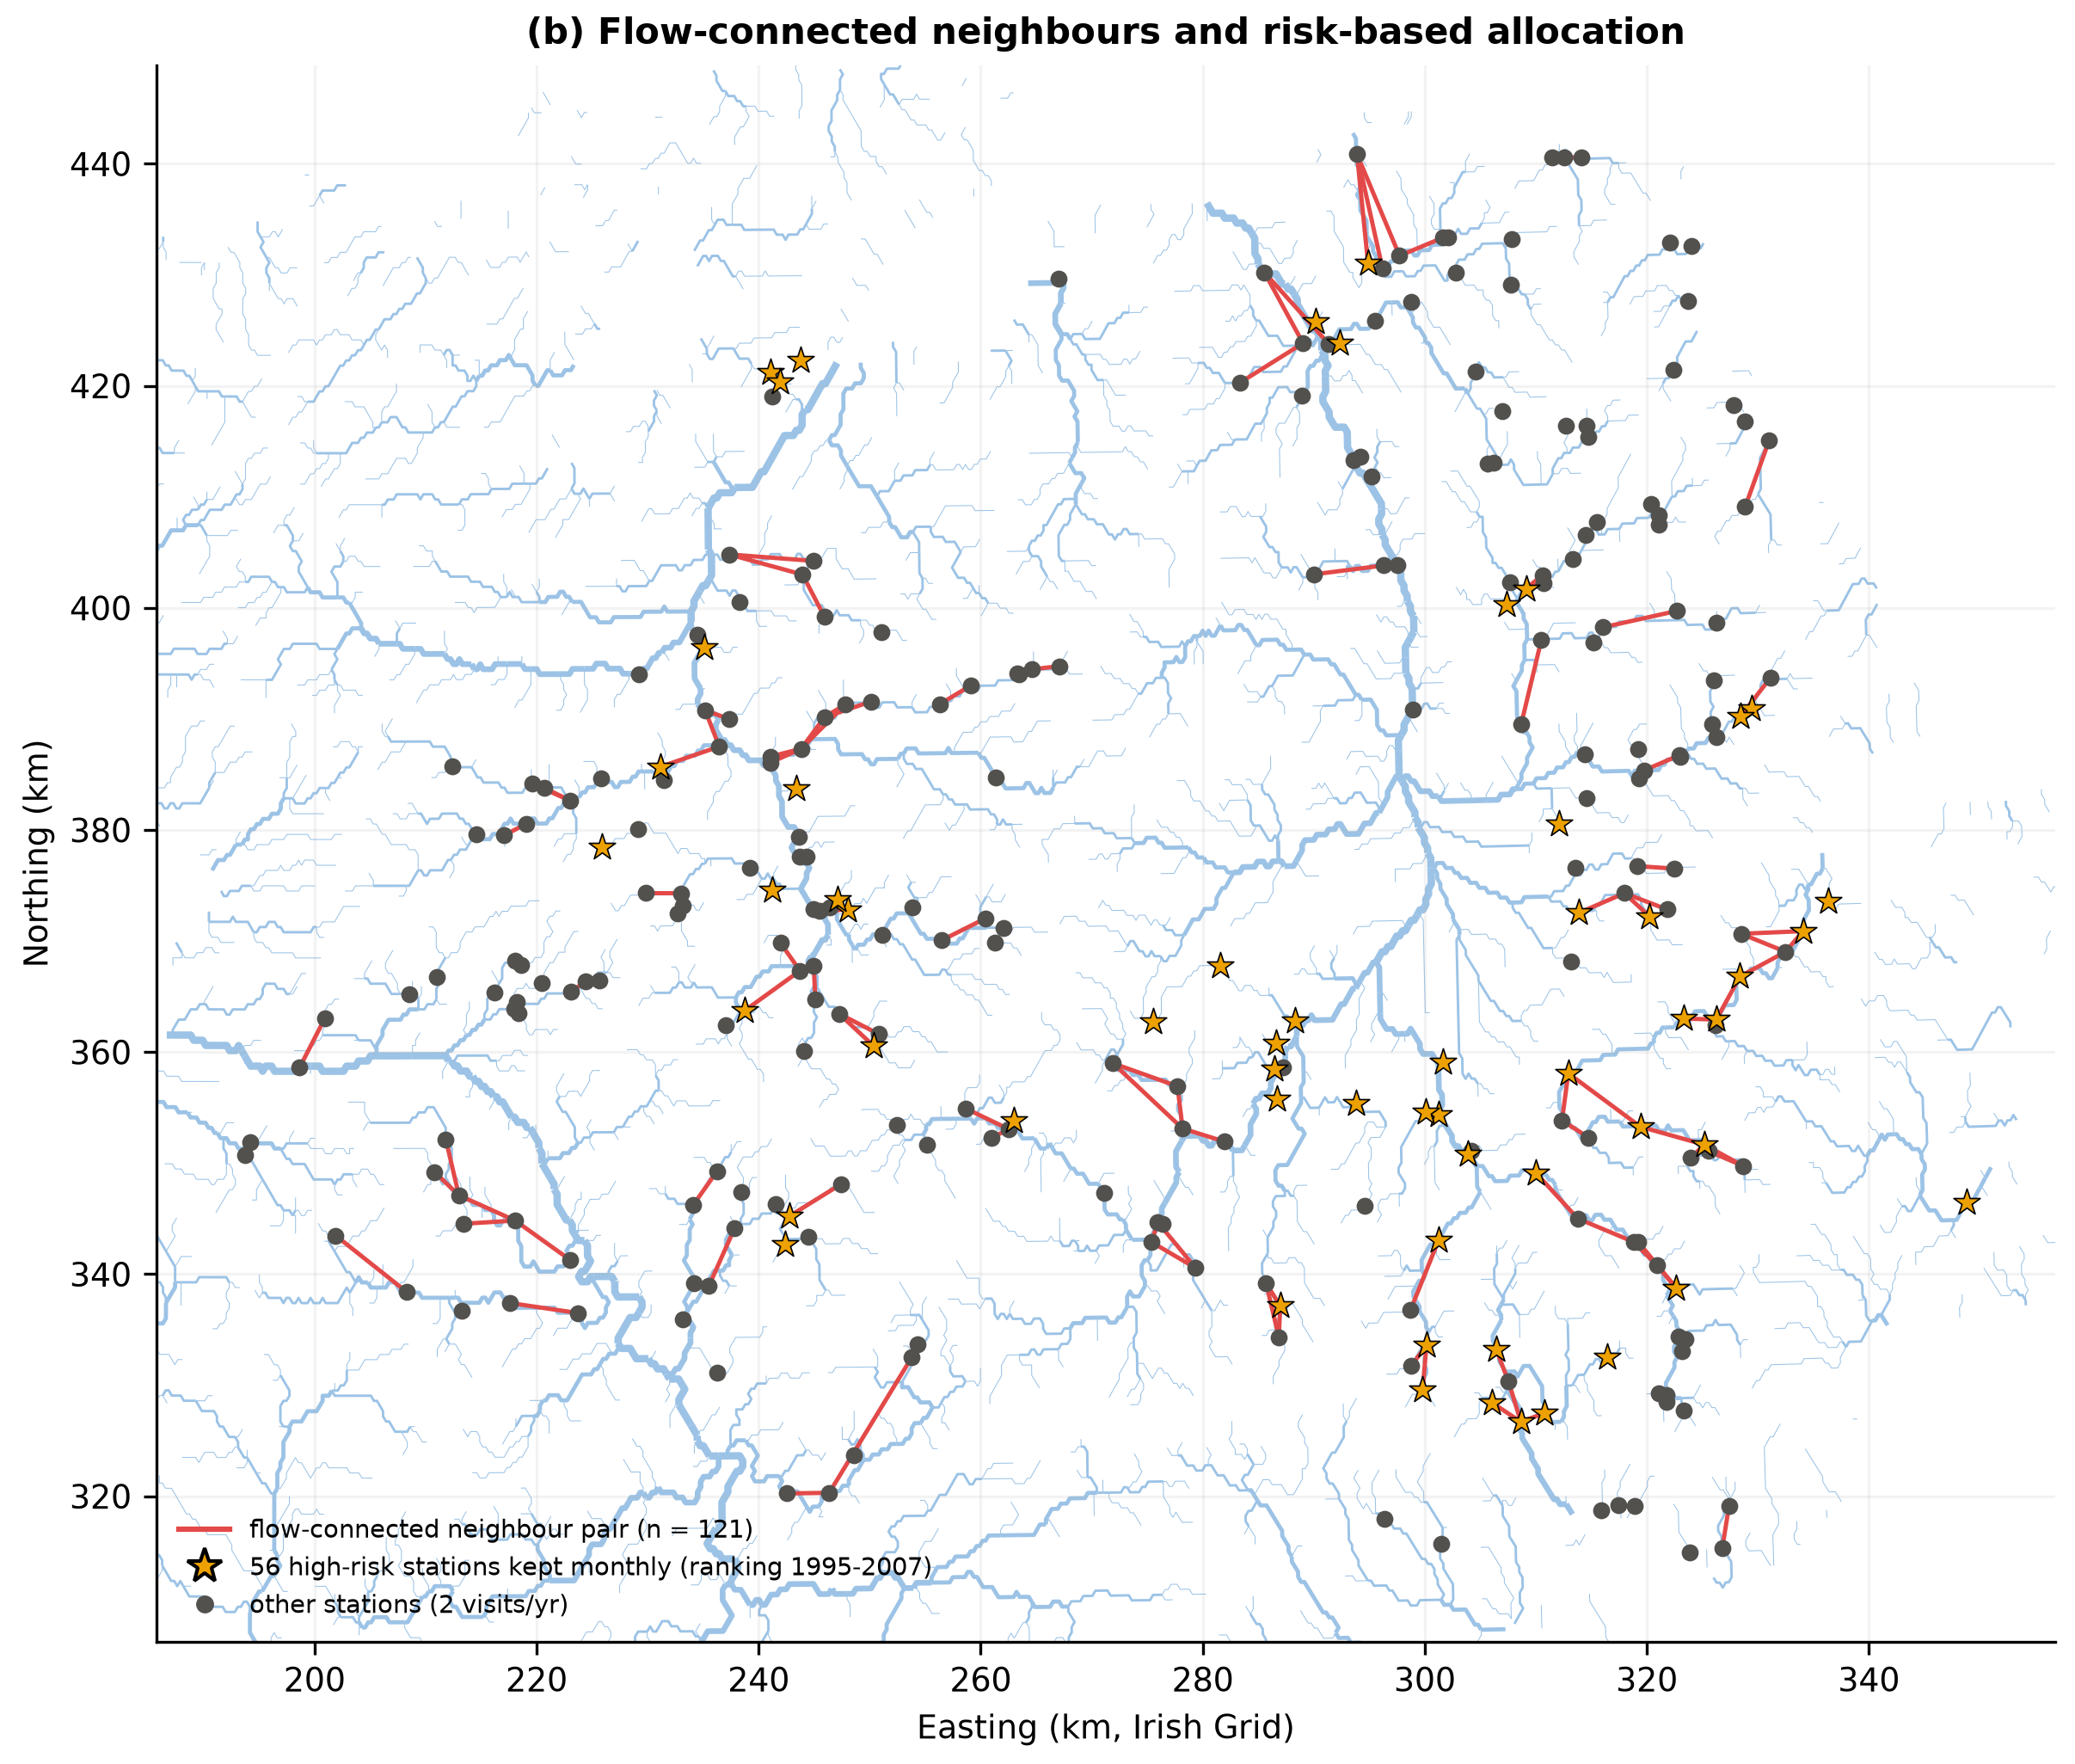 (b) Flow-connected neighbours and risk-based allocation
Northing (km)
440
420
400
380
360
340
320
flow-connected neighbour pair (n = 121)
56 high-risk stations kept monthly (ranking 1995-2007)
other stations (2 visits/yr)
200 220 240 260 280 300 320 340
Easting (km, Irish Grid)